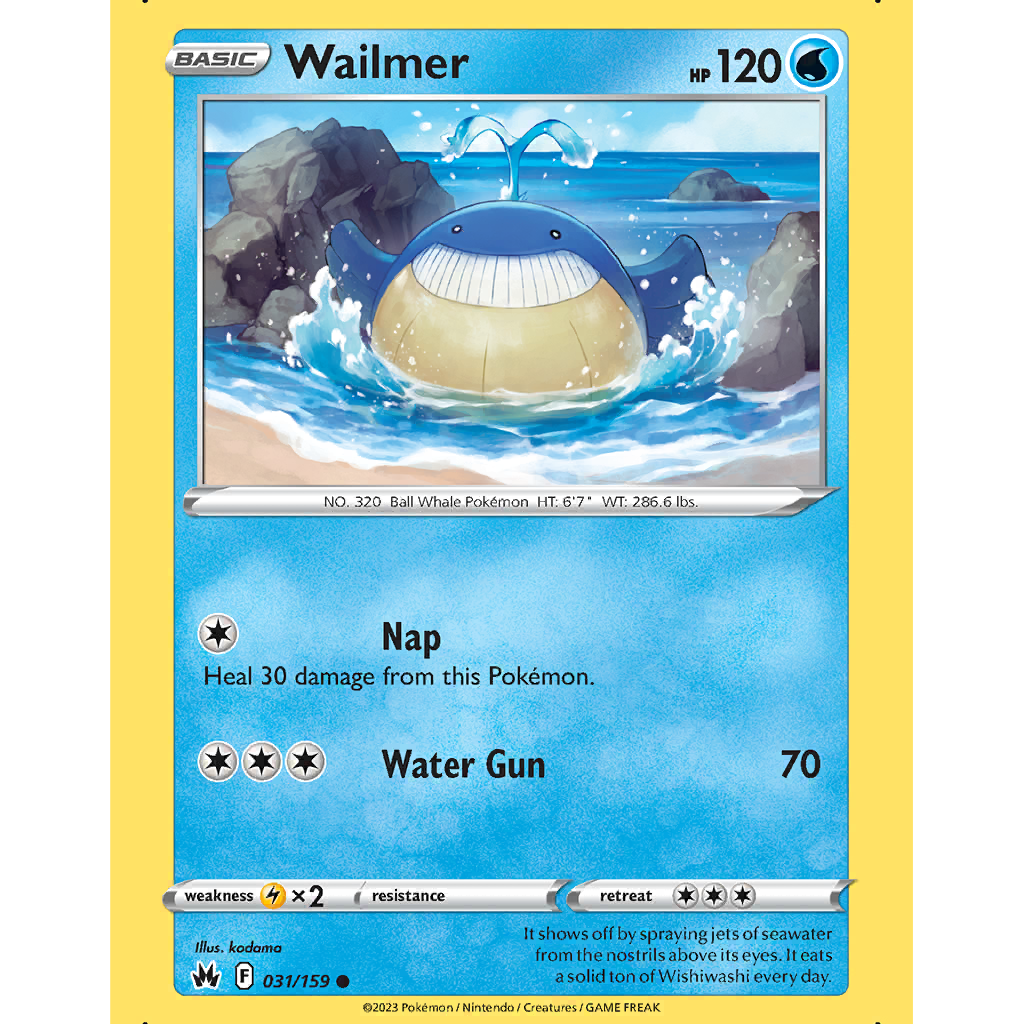 BASIC Wailmer HP 120
NO. 320 Ball Whale Pokémon HT: 6'7" WT: 286.6 lbs.
Nap
Heal 30 damage from this Pokémon.
Water Gun 70
weakness ×2 resistance retreat
Illus. kodama
It shows off by spraying jets of seawater
from the nostrils above its eyes. It eats
a solid ton of Wishiwashi every day.
F 031/159
©2023 Pokémon / Nintendo / Creatures / GAME FREAK